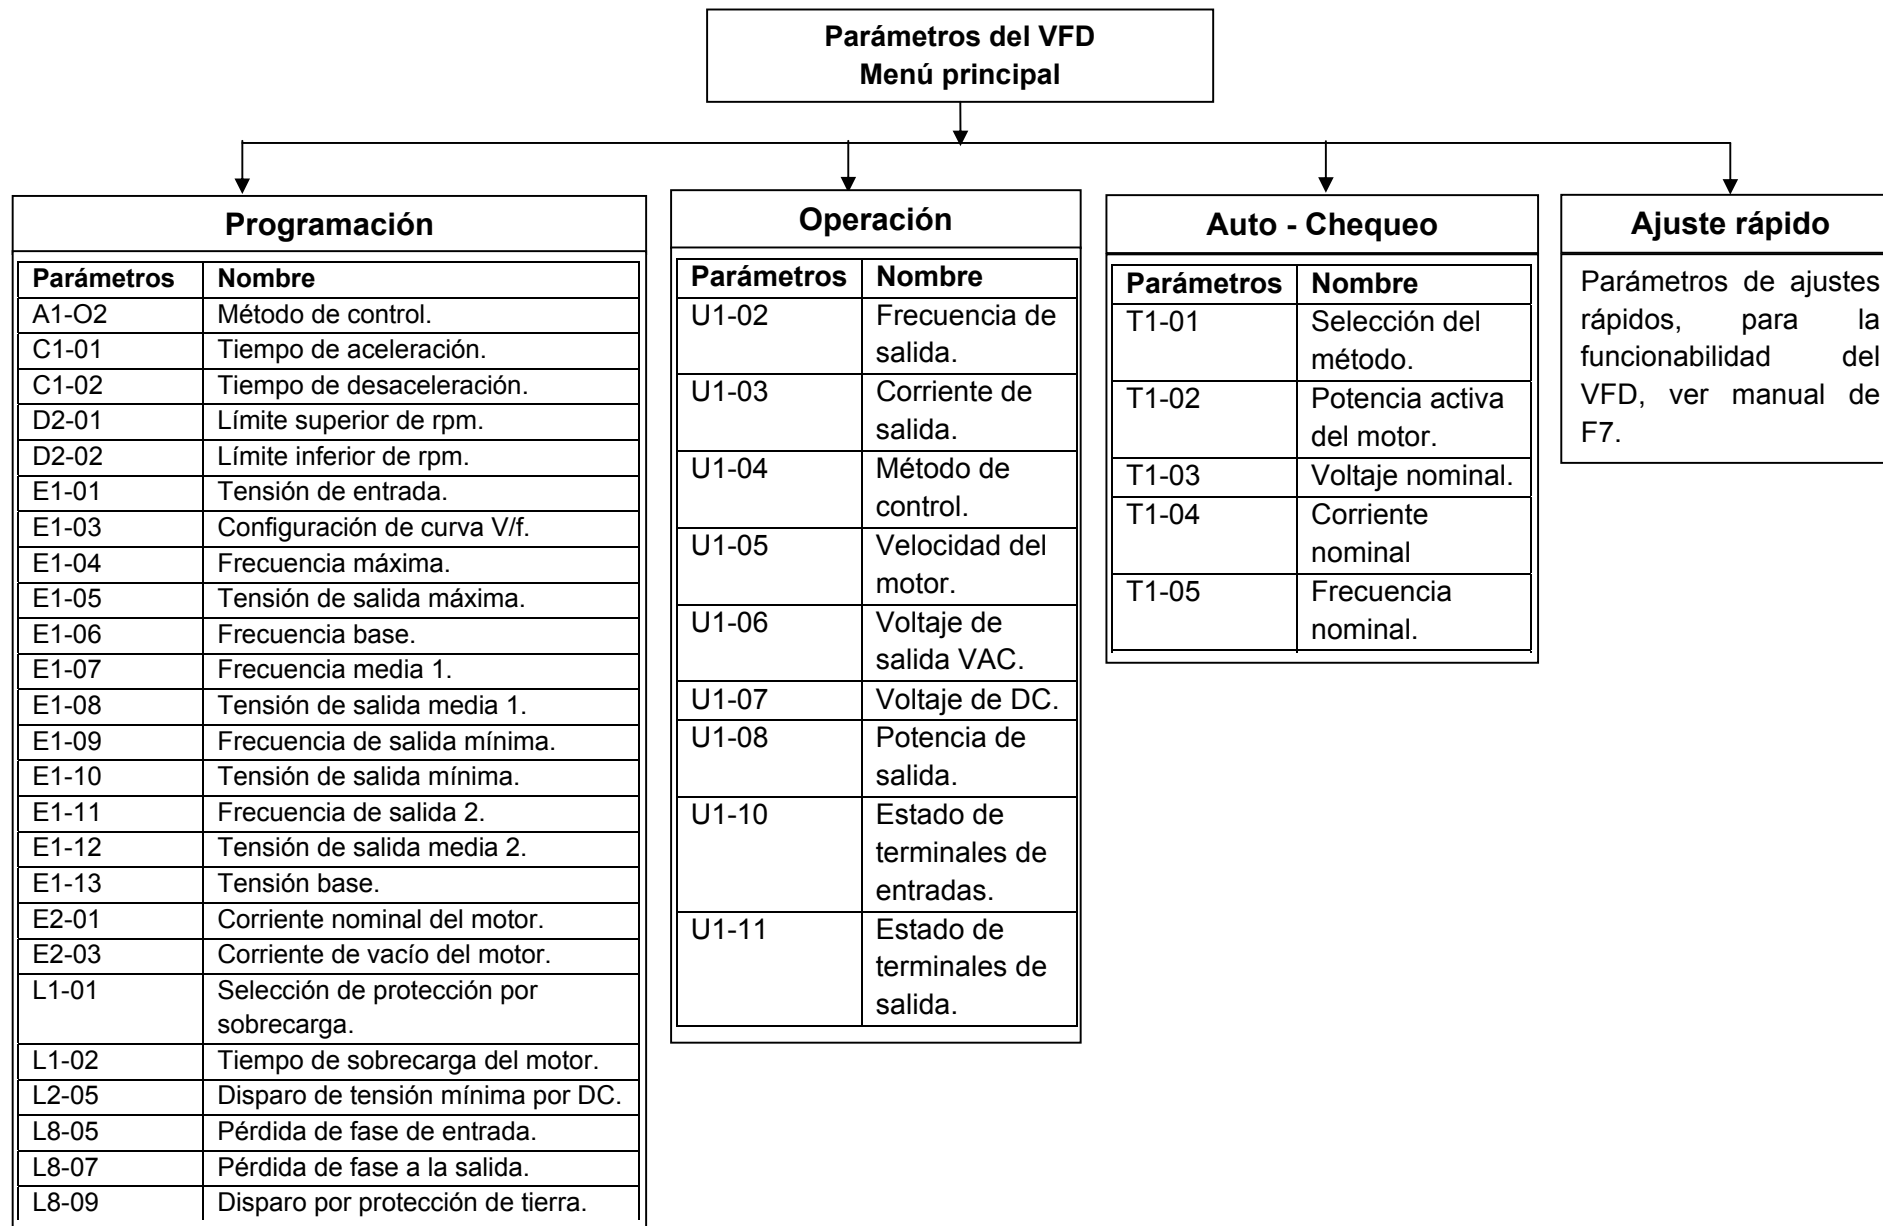 Parámetros del VFD
Menú principal
Programación
Parámetros Nombre
A1-O2 Método de control.
C1-01 Tiempo de aceleración.
C1-02 Tiempo de desaceleración.
D2-01 Límite superior de rpm.
D2-02 Límite inferior de rpm.
E1-01 Tensión de entrada.
E1-03 Configuración de curva V/f.
E1-04 Frecuencia máxima.
E1-05 Tensión de salida máxima.
E1-06 Frecuencia base.
E1-07 Frecuencia media 1.
E1-08 Tensión de salida media 1.
E1-09 Frecuencia de salida mínima.
E1-10 Tensión de salida mínima.
E1-11 Frecuencia de salida 2.
E1-12 Tensión de salida media 2.
E1-13 Tensión base.
E2-01 Corriente nominal del motor.
E2-03 Corriente de vacío del motor.
L1-01 Selección de protección por
sobrecarga.
L1-02 Tiempo de sobrecarga del motor.
L2-05 Disparo de tensión mínima por DC.
L8-05 Pérdida de fase de entrada.
L8-07 Pérdida de fase a la salida.
L8-09 Disparo por protección de tierra.
Operación
Parámetros Nombre
U1-02 Frecuencia de
salida.
U1-03 Corriente de
salida.
U1-04 Método de
control.
U1-05 Velocidad del
motor.
U1-06 Voltaje de
salida VAC.
U1-07 Voltaje de DC.
U1-08 Potencia de
salida.
U1-10 Estado de
terminales de
entradas.
U1-11 Estado de
terminales de
salida.
Auto - Chequeo
Parámetros Nombre
T1-01 Selección del
método.
T1-02 Potencia activa
del motor.
T1-03 Voltaje nominal.
T1-04 Corriente
nominal
T1-05 Frecuencia
nominal.
Ajuste rápido
Parámetros de ajustes
rápidos, para la
funcionabilidad del
VFD, ver manual de
F7.